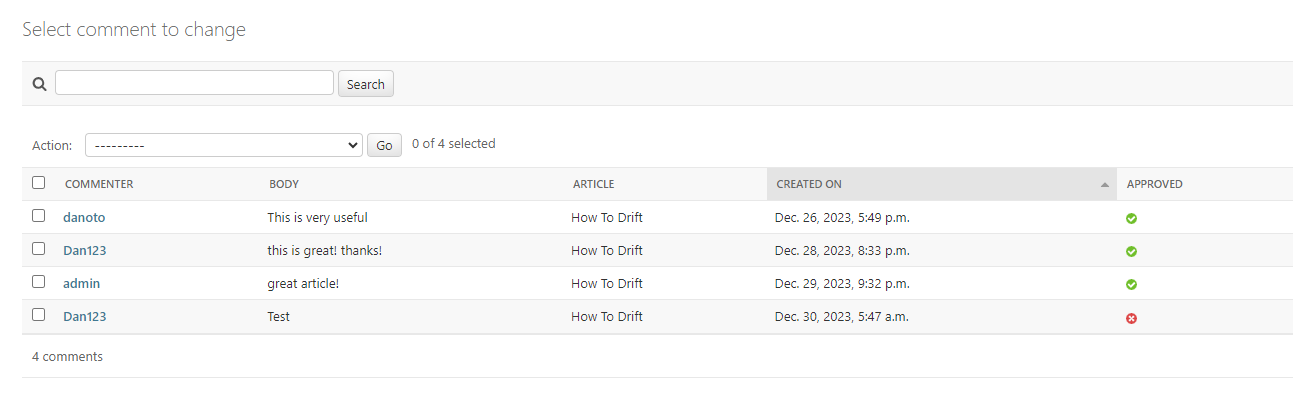 Select comment to change
Search
Action: --------- Go 0 of 4 selected
COMMENTER BODY ARTICLE CREATED ON APPROVED
danoto This is very useful How To Drift Dec. 26, 2023, 5:49 p.m.
Dan123 this is great! thanks! How To Drift Dec. 28, 2023, 8:33 p.m.
admin great article! How To Drift Dec. 29, 2023, 9:32 p.m.
Dan123 Test How To Drift Dec. 30, 2023, 5:47 a.m.
4 comments